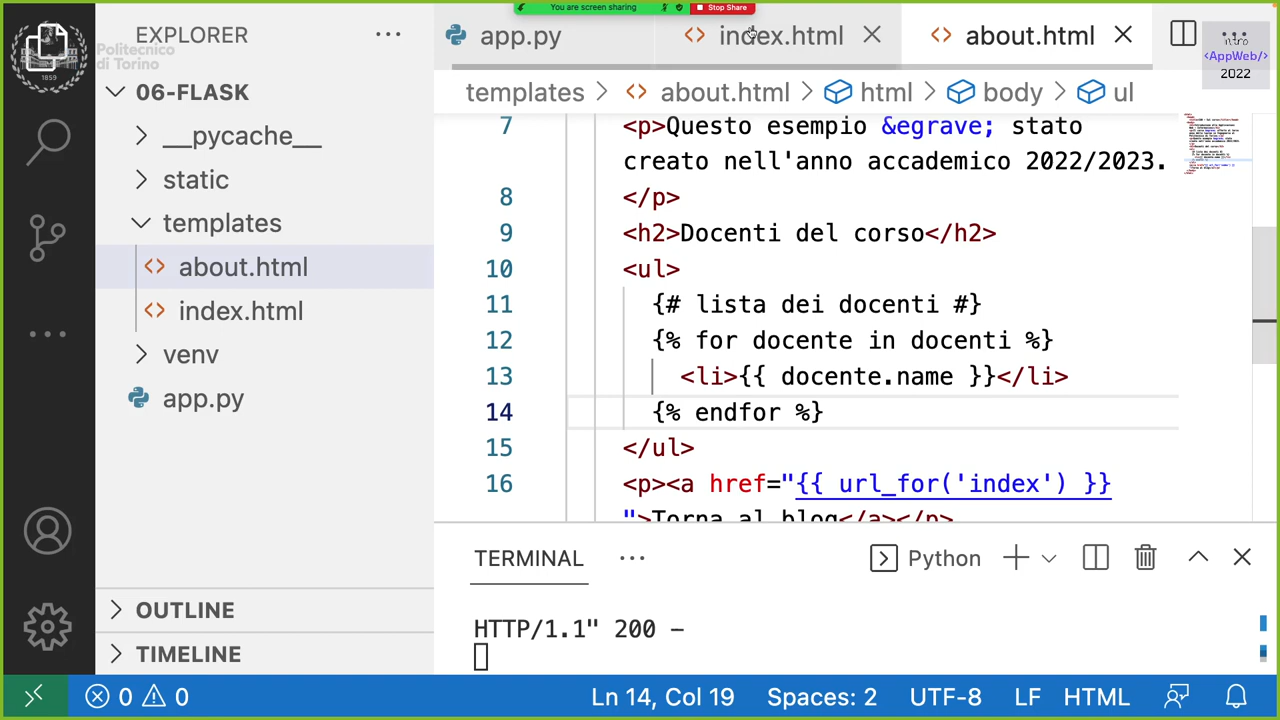 You are screen sharing
Stop Share
Politecnico
di Torino
1859
EXPLORER
app.py
index.html
about.html
intro
<AppWeb/>
2022
06-FLASK
__pycache__
static
templates
about.html
index.html
venv
app.py
OUTLINE
TIMELINE
templates > about.html > html > body > ul
7 <p>Questo esempio &egrave; stato
creato nell'anno accademico 2022/2023.
8 </p>
9 <h2>Docenti del corso</h2>
10 <ul>
11 {# lista dei docenti #}
12 {% for docente in docenti %}
13 <li>{{ docente.name }}</li>
14 {% endfor %}
15 </ul>
16 <p><a href="{{ url_for('index') }}
">Torna al blog</a></p>
TERMINAL
Python
HTTP/1.1" 200 -
0 0
Ln 14, Col 19
Spaces: 2
UTF-8
LF
HTML